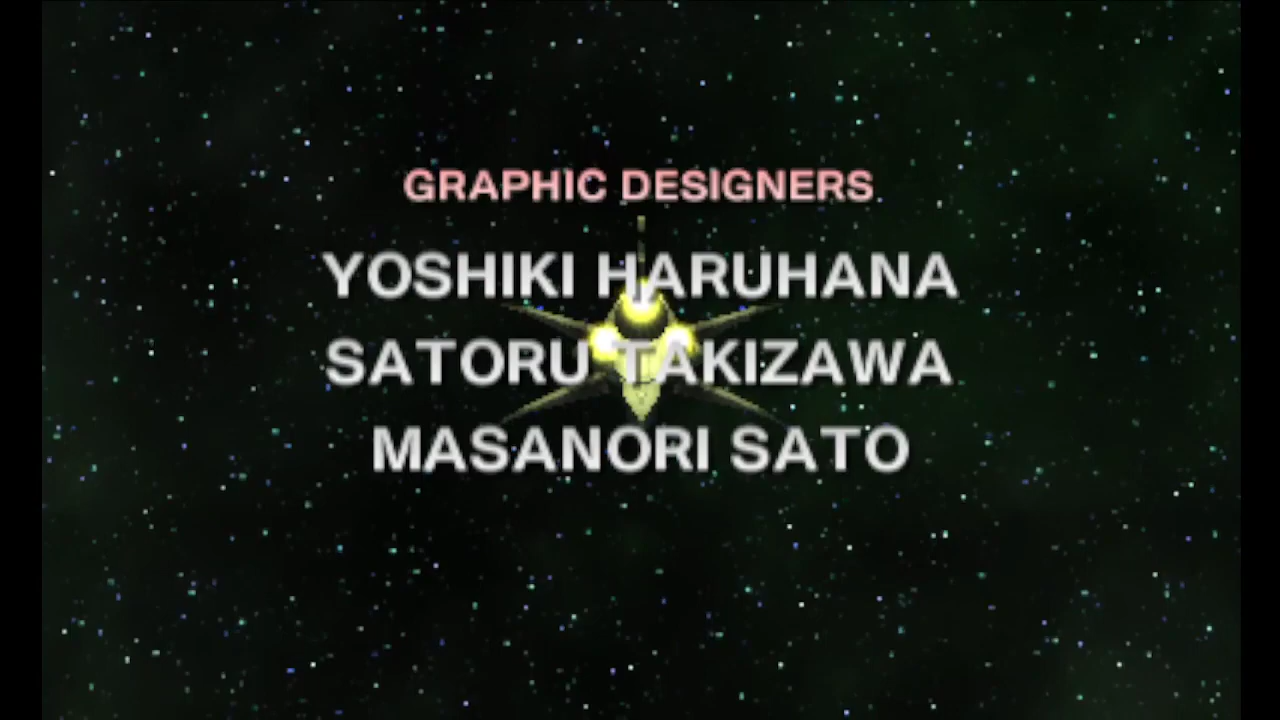 GRAPHIC DESIGNERS
YOSHIKI HARUHANA
SATORU TAKIZAWA
MASANORI SATO